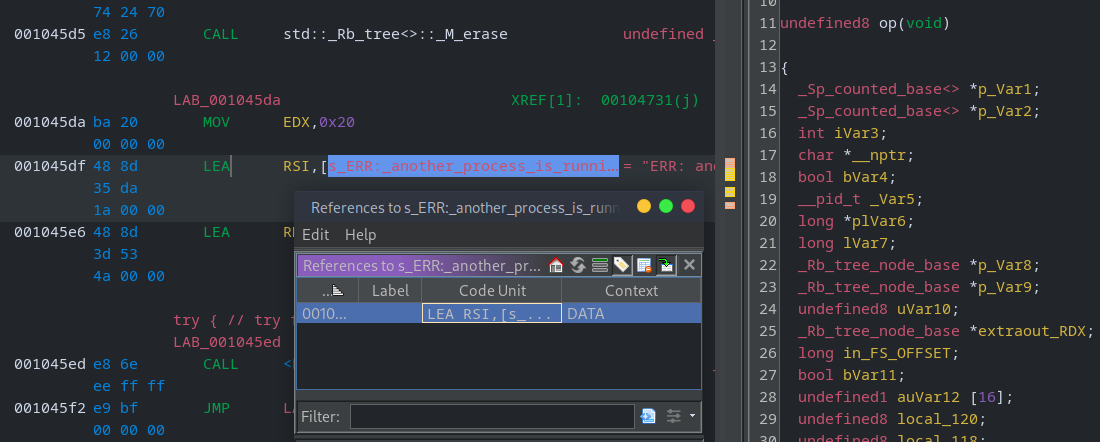 74 24 70
001045d5 e8 26 CALL std::_Rb_tree<>::_M_erase undefined
12 00 00
LAB_001045da XREF[1]: 00104731(j)
001045da ba 20 MOV EDX,0x20
00 00 00
001045df 48 8d LEA RSI,[s_ERR:_another_process_is_runni... = "ERR: an
35 da
1a 00 00
001045e6 48 8d LEA
3d 53
4a 00 00
try { // try
LAB_001045ed
001045ed e8 6e CALL
ee ff ff
001045f2 e9 bf JMP
00 00 00
References to s_ERR:_another_process_is_runn
Edit Help
References to s_ERR:_another_pr...
... Label Code Unit Context
0010... LEA RSI,[s_... DATA
Filter:
10
11 undefined8 op(void)
12
13 {
14 _Sp_counted_base<> *p_Var1;
15 _Sp_counted_base<> *p_Var2;
16 int iVar3;
17 char *__nptr;
18 bool bVar4;
19 __pid_t _Var5;
20 long *plVar6;
21 long lVar7;
22 _Rb_tree_node_base *p_Var8;
23 _Rb_tree_node_base *p_Var9;
24 undefined8 uVar10;
25 _Rb_tree_node_base *extraout_RDX;
26 long in_FS_OFFSET;
27 bool bVar11;
28 undefined1 auVar12 [16];
29 undefined8 local_120;
30 undefined8 local_118;